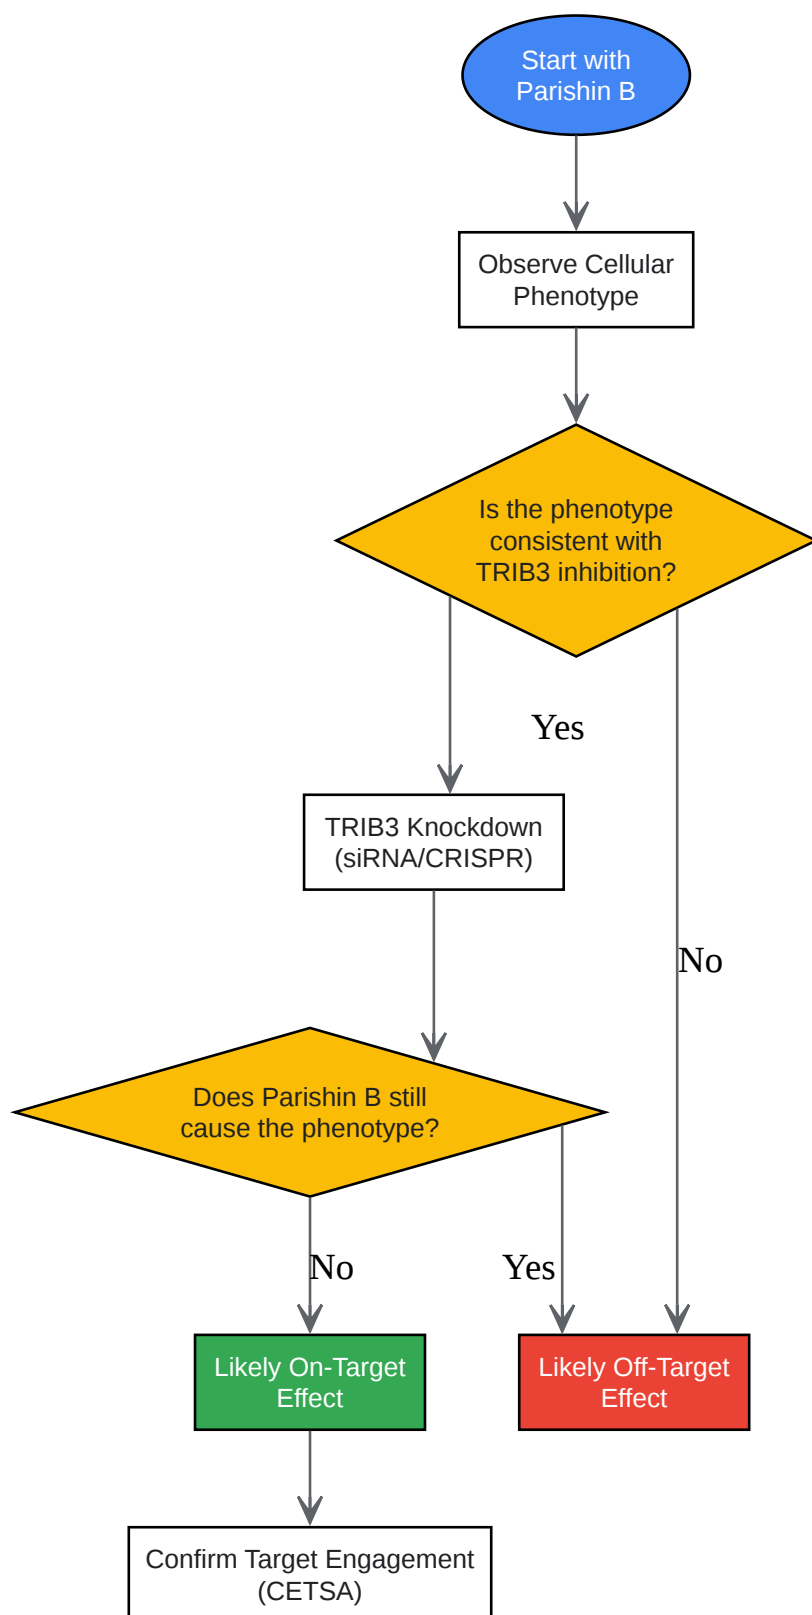 Start with
Parishin B
Observe Cellular
Phenotype
Is the phenotype
consistent with
TRIB3 inhibition?
Yes
TRIB3 Knockdown
(siRNA/CRISPR)
No
Does Parishin B still
cause the phenotype?
No
Yes
Likely On-Target
Effect
Likely Off-Target
Effect
Confirm Target Engagement
(CETSA)